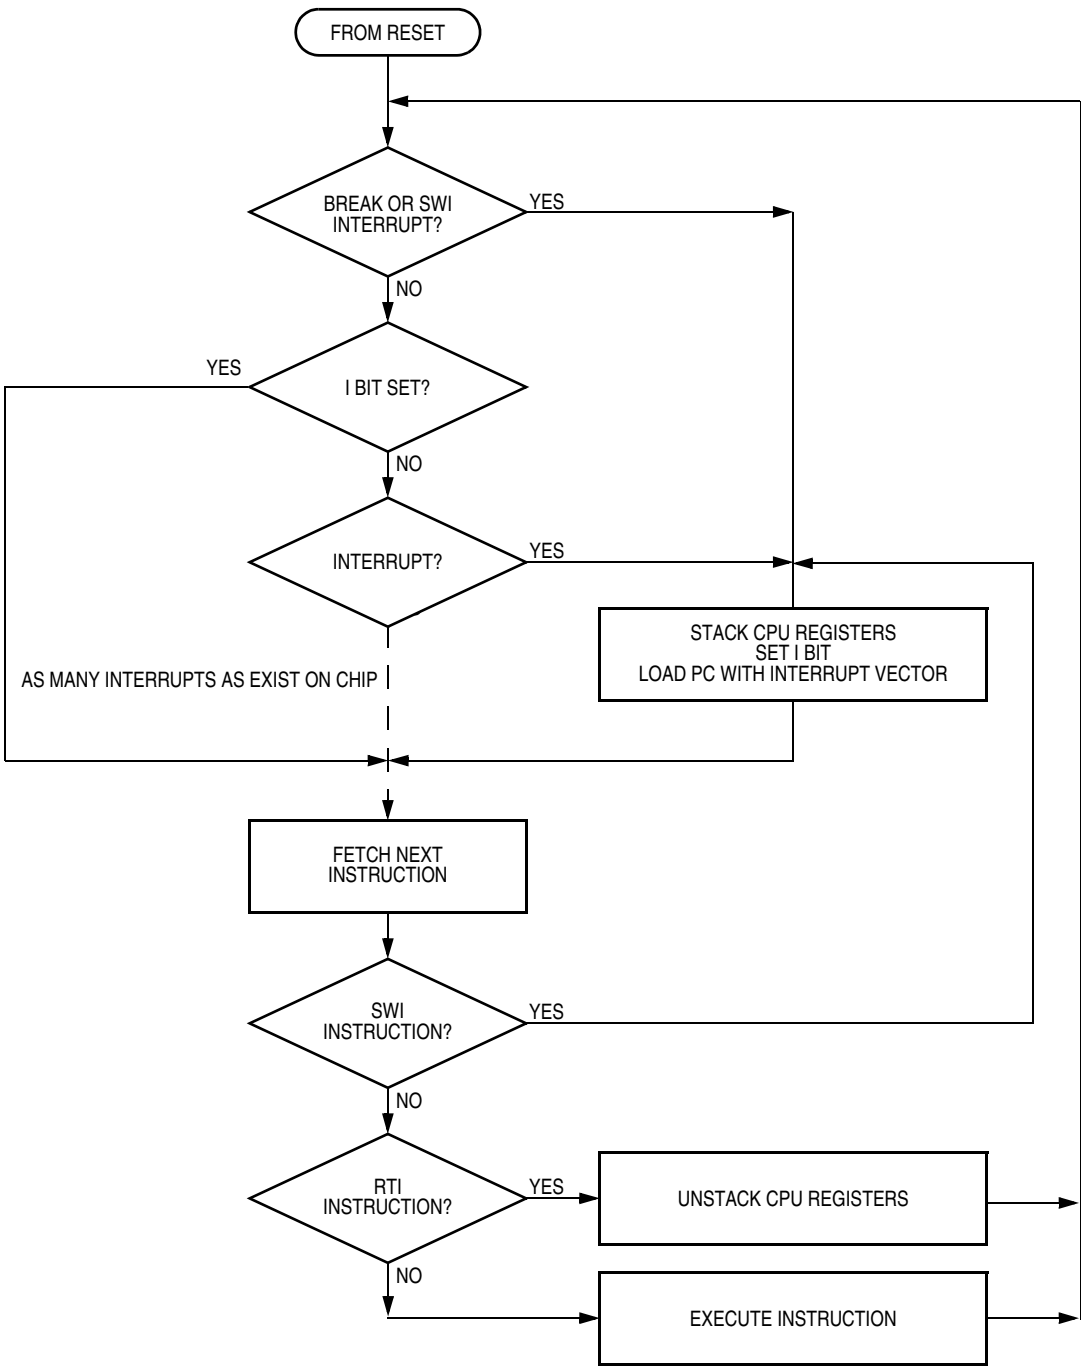 FROM RESET
BREAK OR SWI
INTERRUPT?
YES
NO
YES
I BIT SET?
NO
INTERRUPT?
YES
STACK CPU REGISTERS
SET I BIT
LOAD PC WITH INTERRUPT VECTOR
AS MANY INTERRUPTS AS EXIST ON CHIP
FETCH NEXT
INSTRUCTION
SWI
INSTRUCTION?
YES
NO
RTI
INSTRUCTION?
YES
UNSTACK CPU REGISTERS
NO
EXECUTE INSTRUCTION